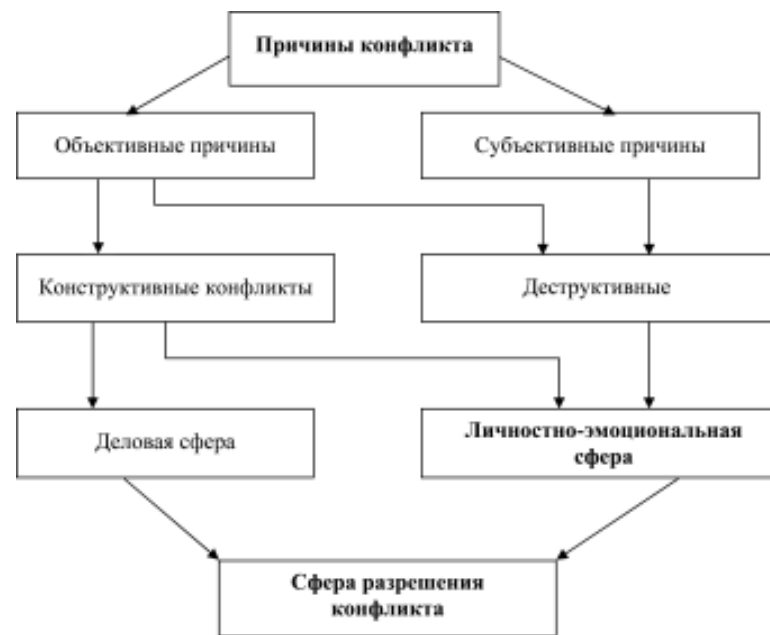 Причины конфликта
Объективные причины
Субъективные причины
Конструктивные конфликты
Деструктивные
Деловая сфера
Личностно-эмоциональная
сфера
Сфера разрешения
конфликта